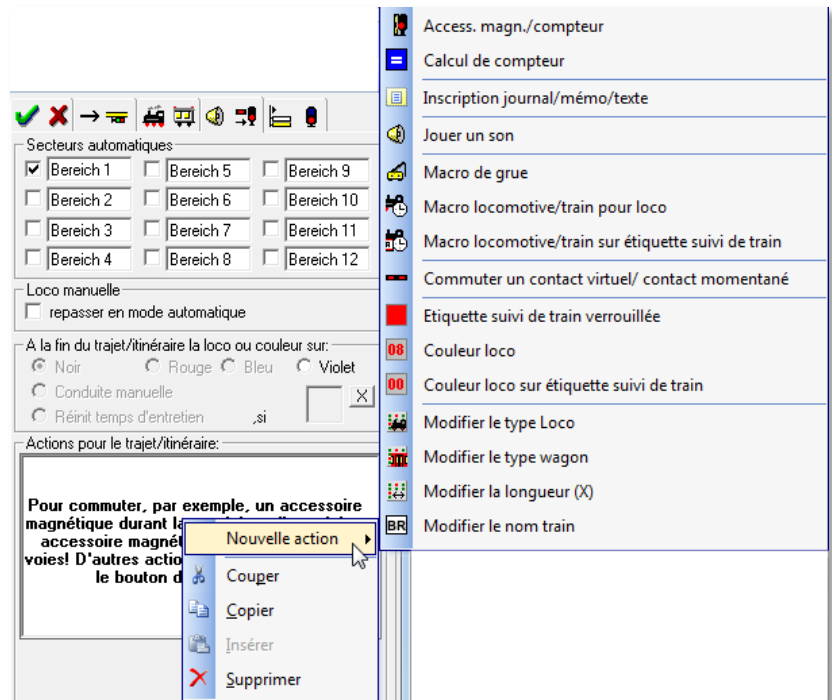 Access. magn./compteur
Calcul de compteur
Inscription journal/mémo/texte
Jouer un son
Macro de grue
Macro locomotive/train pour loco
Macro locomotive/train sur étiquette suivi de train
Commuter un contact virtuel/ contact momentané
Etiquette suivi de train verrouillée
08 Couleur loco
00 Couleur loco sur étiquette suivi de train
Modifier le type Loco
Modifier le type wagon
Modifier la longueur (X)
BR Modifier le nom train
Secteurs automatiques
Bereich 1 Bereich 5 Bereich 9
Bereich 2 Bereich 6 Bereich 10
Bereich 3 Bereich 7 Bereich 11
Bereich 4 Bereich 8 Bereich 12
Loco manuelle
repasser en mode automatique
A la fin du trajet/itinéraire la loco ou couleur sur:
Noir Rouge Bleu Violet
Conduite manuelle
X
Réinit temps d'entretien ,si
Actions pour le trajet/itinéraire:
Pour commuter, par exemple, un accessoire
magnétique durant
accessoire
voies! D'autres
le bouton
Nouvelle action
Couper
Copier
Insérer
Supprimer